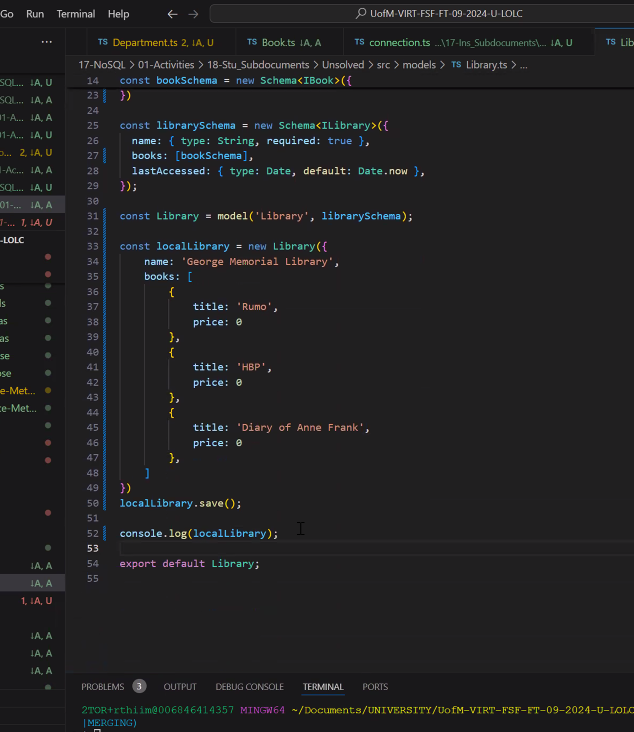 Go Run Terminal Help
UofM-VIRT-FSF-FT-09-2024-U-LOLC
TS Department.ts 2, ↓A, U
TS Book.ts ↓A, A
TS connection.ts ...\17-Ins_Subdocuments\... ↓A, U
TS Lib
17-NoSQL > 01-Activities > 18-Stu_Subdocuments > Unsolved > src > models > TS Library.ts > ...
14 const bookSchema = new Schema<IBook>({
23 })
24
25 const librarySchema = new Schema<ILibrary>({
26 name: { type: String, required: true },
27 books: [bookSchema],
28 lastAccessed: { type: Date, default: Date.now },
29 });
30
31 const Library = model('Library', librarySchema);
32
33 const localLibrary = new Library({
34 name: 'George Memorial Library',
35 books: [
36 {
37 title: 'Rumo',
38 price: 0
39 },
40 {
41 title: 'HBP',
42 price: 0
43 },
44 {
45 title: 'Diary of Anne Frank',
46 price: 0
47 },
48 ]
49 })
50 localLibrary.save();
51
52 console.log(localLibrary);
53
54 export default Library;
55
SQL... ↓A, U
SQL... ↓A, A
01-A... ↓A, A
01-A... ↓A, U
o... 2, ↓A, U
1-Ac... ↓A, A
SQL... ↓A, U
01-... ↓A, A
1-... 1, ↓A, U
-LOLC
s
ls
as
as
se
ose
e-Met...
te-Met...
↓A, A
↓A, A
1, ↓A, U
↓A, A
↓A, A
↓A, A
PROBLEMS 3 OUTPUT DEBUG CONSOLE TERMINAL PORTS
2TOR+rthiim@006846414357 MINGW64 ~/Documents/UNIVERSITY/UofM-VIRT-FSF-FT-09-2024-U-LOLC
|MERGING)